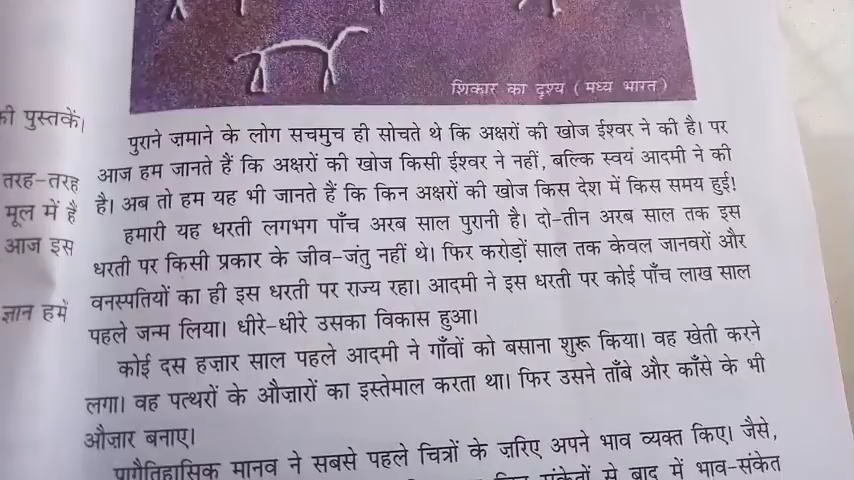 शिकार का दृश्य ( मध्य भारत )
की पुस्तकें।
तरह-तरह
मूल में हैं
आज इस
ज्ञान हमें
पुराने ज़माने के लोग सचमुच ही सोचते थे कि अक्षरों की खोज ईश्वर ने की है। पर
आज हम जानते हैं कि अक्षरों की खोज किसी ईश्वर ने नहीं, बल्कि स्वयं आदमी ने की
है। अब तो हम यह भी जानते हैं कि किन अक्षरों की खोज किस देश में किस समय हुई!
हमारी यह धरती लगभग पाँच अरब साल पुरानी है। दो-तीन अरब साल तक इस
धरती पर किसी प्रकार के जीव-जंतु नहीं थे। फिर करोड़ों साल तक केवल जानवरों और
वनस्पतियों का ही इस धरती पर राज्य रहा। आदमी ने इस धरती पर कोई पाँच लाख साल
पहले जन्म लिया। धीरे-धीरे उसका विकास हुआ।
कोई दस हज़ार साल पहले आदमी ने गाँवों को बसाना शुरू किया। वह खेती करने
लगा। वह पत्थरों के औज़ारों का इस्तेमाल करता था। फिर उसने ताँबे और काँसे के भी
औज़ार बनाए।
प्रागैतिहासिक मानव ने सबसे पहले चित्रों के ज़रिए अपने भाव व्यक्त किए। जैसे,
संकेतों से बाद में भाव-संकेत